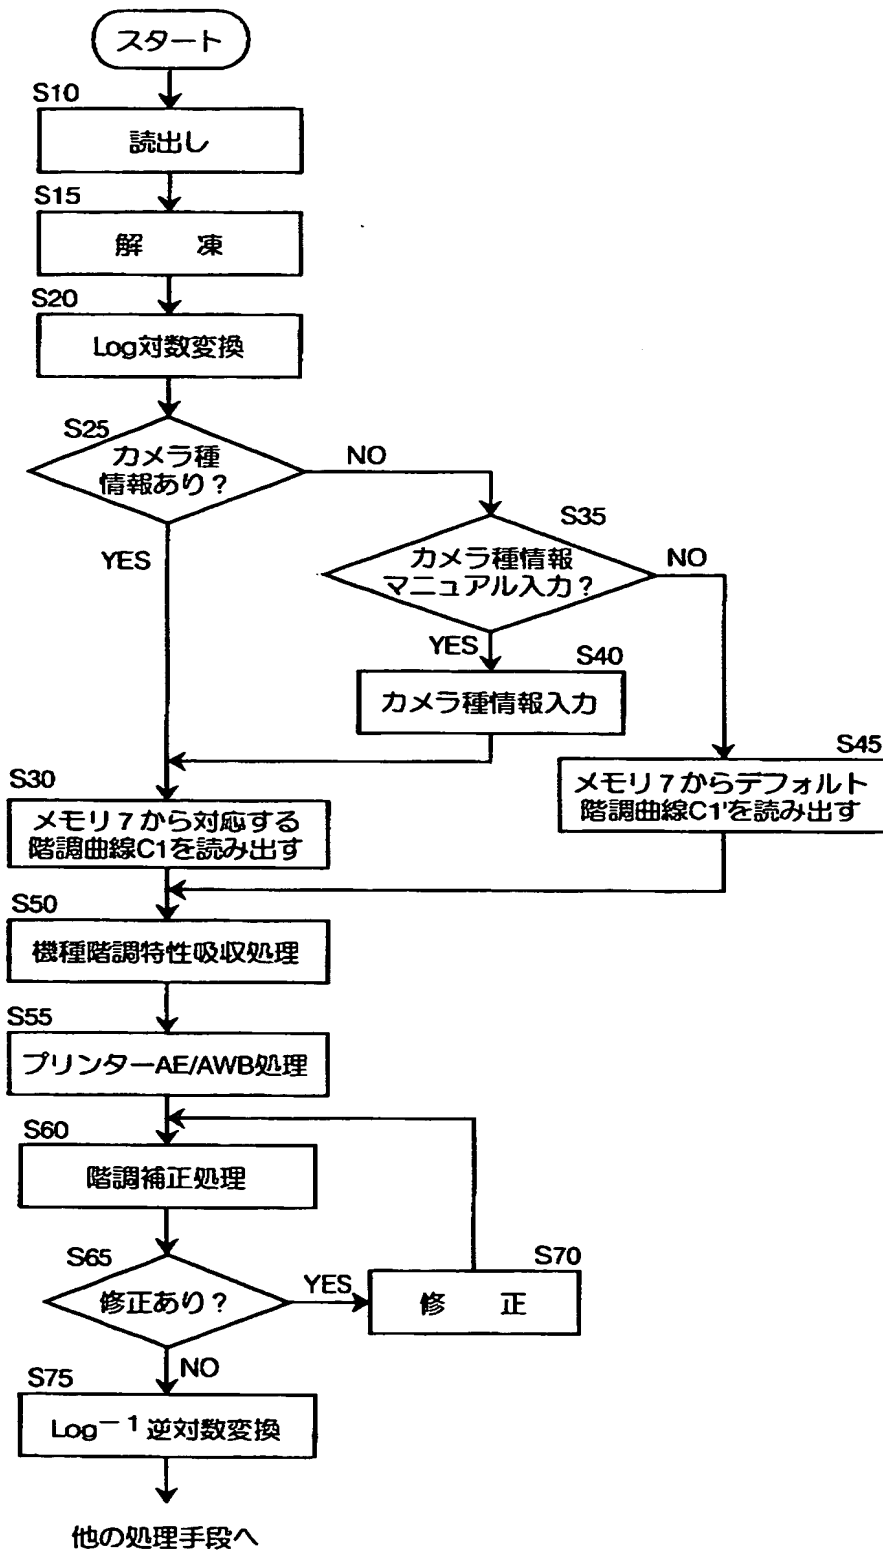 スタート
S10
読出し
S15
解 凍
S20
Log対数変換
S25
カメラ種
情報あり？
NO
YES
S35
カメラ種情報
マニュアル入力？
NO
YES
S40
カメラ種情報入力
S45
メモリ７からデフォルト
階調曲線C1'を読み出す
S30
メモリ７から対応する
階調曲線C1を読み出す
S50
機種階調特性吸収処理
S55
プリンターAE/AWB処理
S60
階調補正処理
S65
修正あり？
YES
S70
修 正
NO
S75
Log⁻¹ 逆対数変換
他の処理手段へ